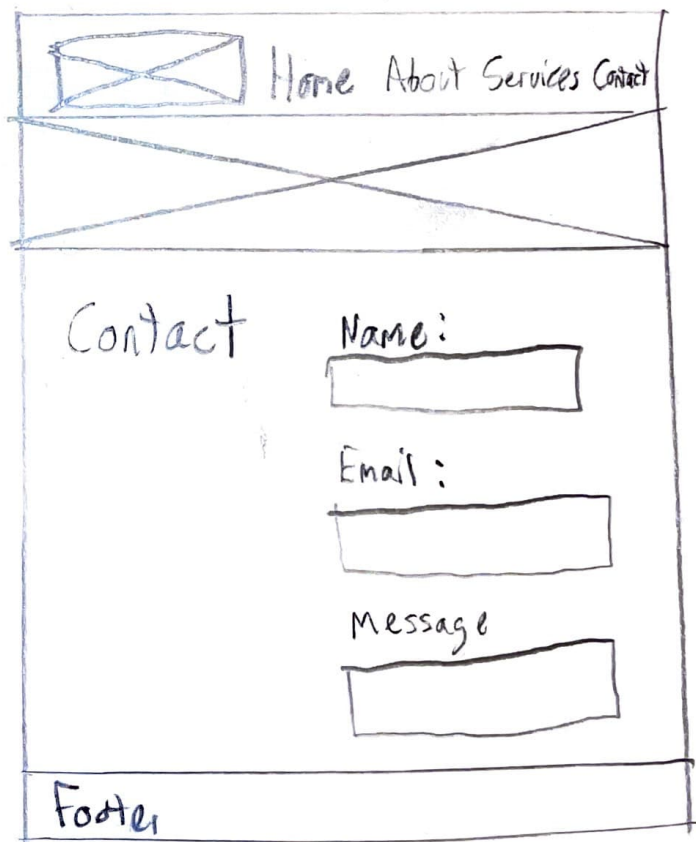 Home About Services Contact
Contact
Name:
Email:
Message
Footer